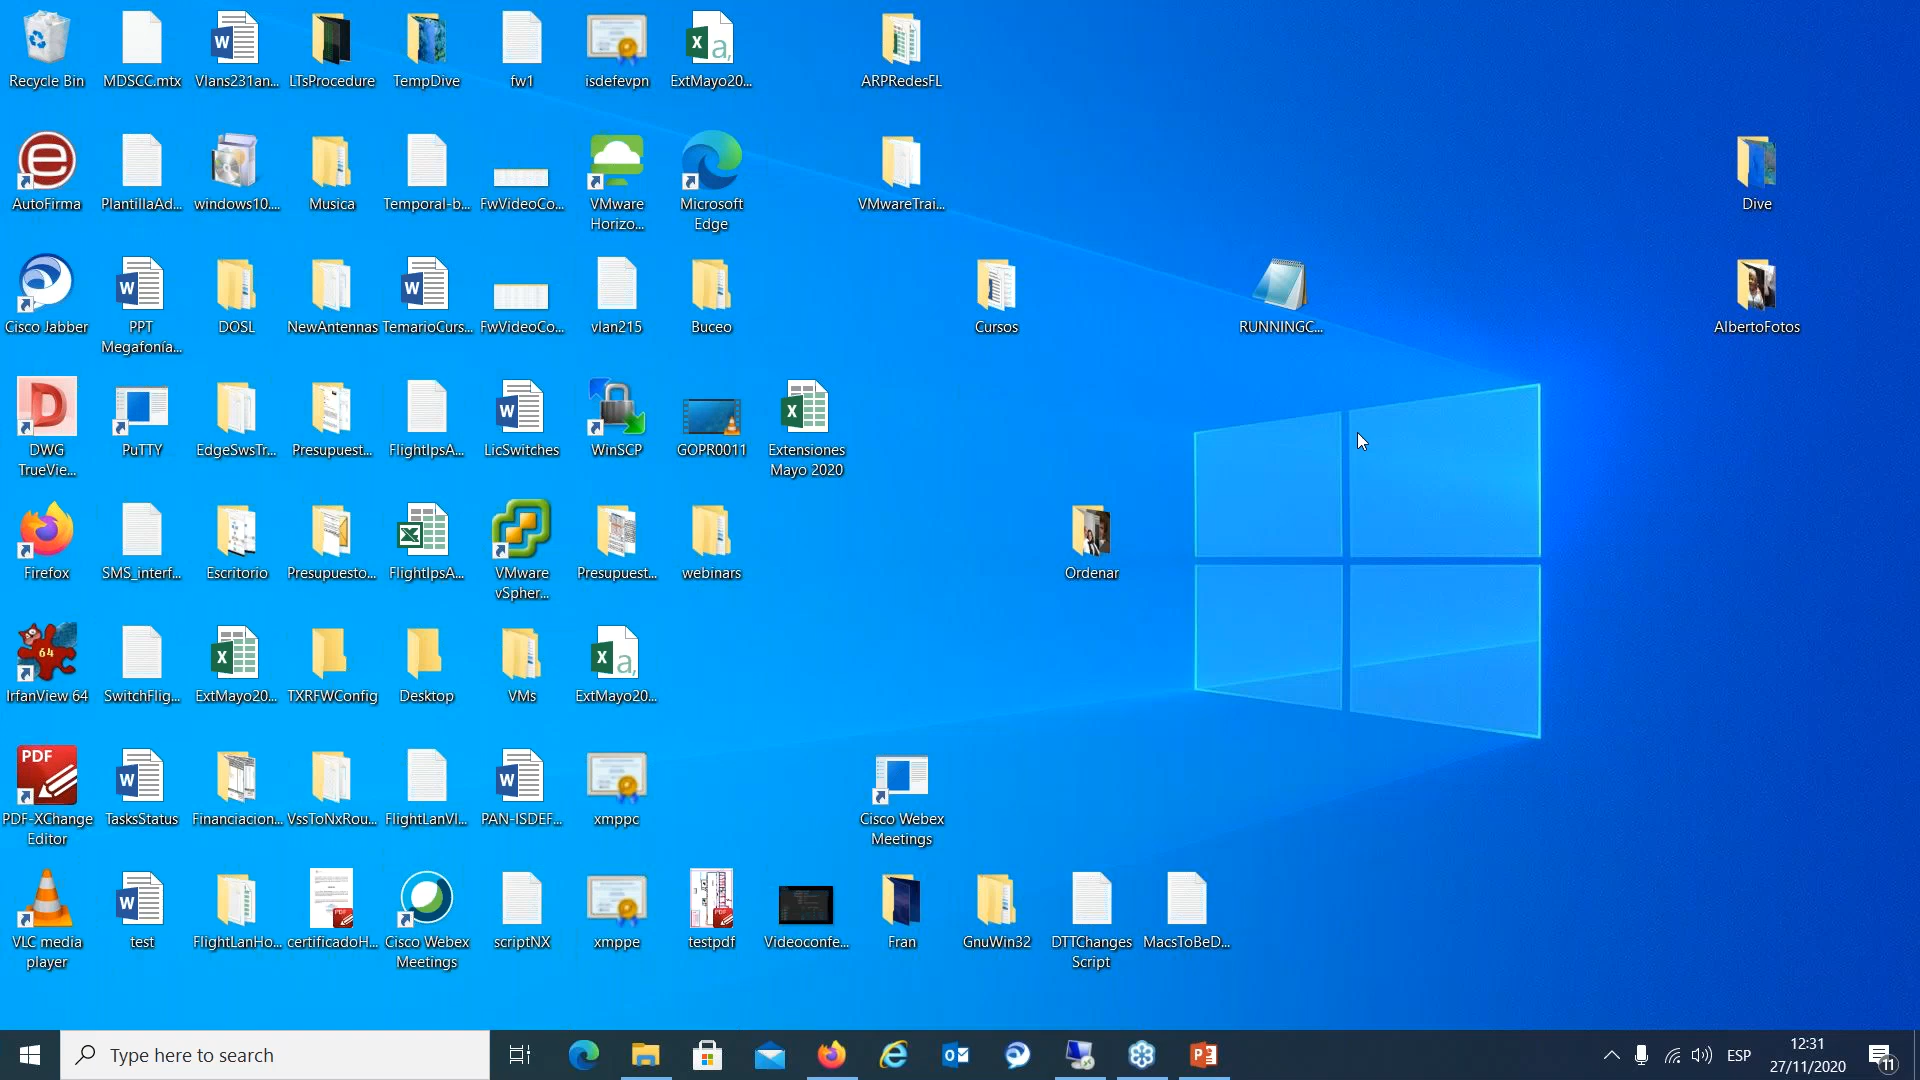 Recycle Bin
MDSCC.mtx
Vlans231an...
LTsProcedure
TempDive
fw1
isdefevpn
ExtMayo20...
ARPRedesFL
AutoFirma
PlantillaAd...
windows10....
Musica
Temporal-b...
FwVideoCo...
VMware
Horizo...
Microsoft
Edge
VMwareTrai...
Dive
Cisco Jabber
PPT
Megafonía...
DOSL
NewAntennas
TemarioCurs...
FwVideoCo...
vlan215
Buceo
Cursos
RUNNINGC...
AlbertoFotos
DWG
TrueVie...
PuTTY
EdgeSwsTr...
Presupuest...
FlightIpsA...
LicSwitches
WinSCP
GOPR0011
Extensiones
Mayo 2020
Firefox
SMS_interf...
Escritorio
Presupuesto...
FlightIpsA...
VMware
vSpher...
Presupuest...
webinars
Ordenar
64
IrfanView 64
SwitchFlig...
ExtMayo20...
TXRFWConfig
Desktop
VMs
ExtMayo20...
PDF
PDF-XChange
Editor
TasksStatus
Financiacion...
VssToNxRou...
FlightLanVl...
PAN-ISDEF...
xmppc
Cisco Webex
Meetings
VLC media
player
test
FlightLanHo...
certificadoH...
Cisco Webex
Meetings
scriptNX
xmppe
testpdf
Videoconfe...
Fran
GnuWin32
DTTChanges
Script
MacsToBeD...
Type here to search
ESP
12:31
27/11/2020
11